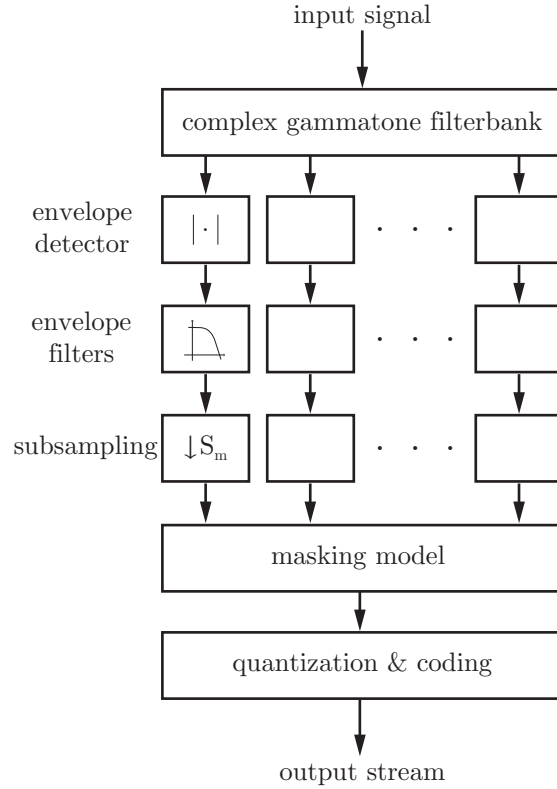 input signal
complex gammatone filterbank
envelope
detector
| · |
· · ·
envelope
filters
· · ·
subsampling
↓S_m
· · ·
masking model
quantization & coding
output stream